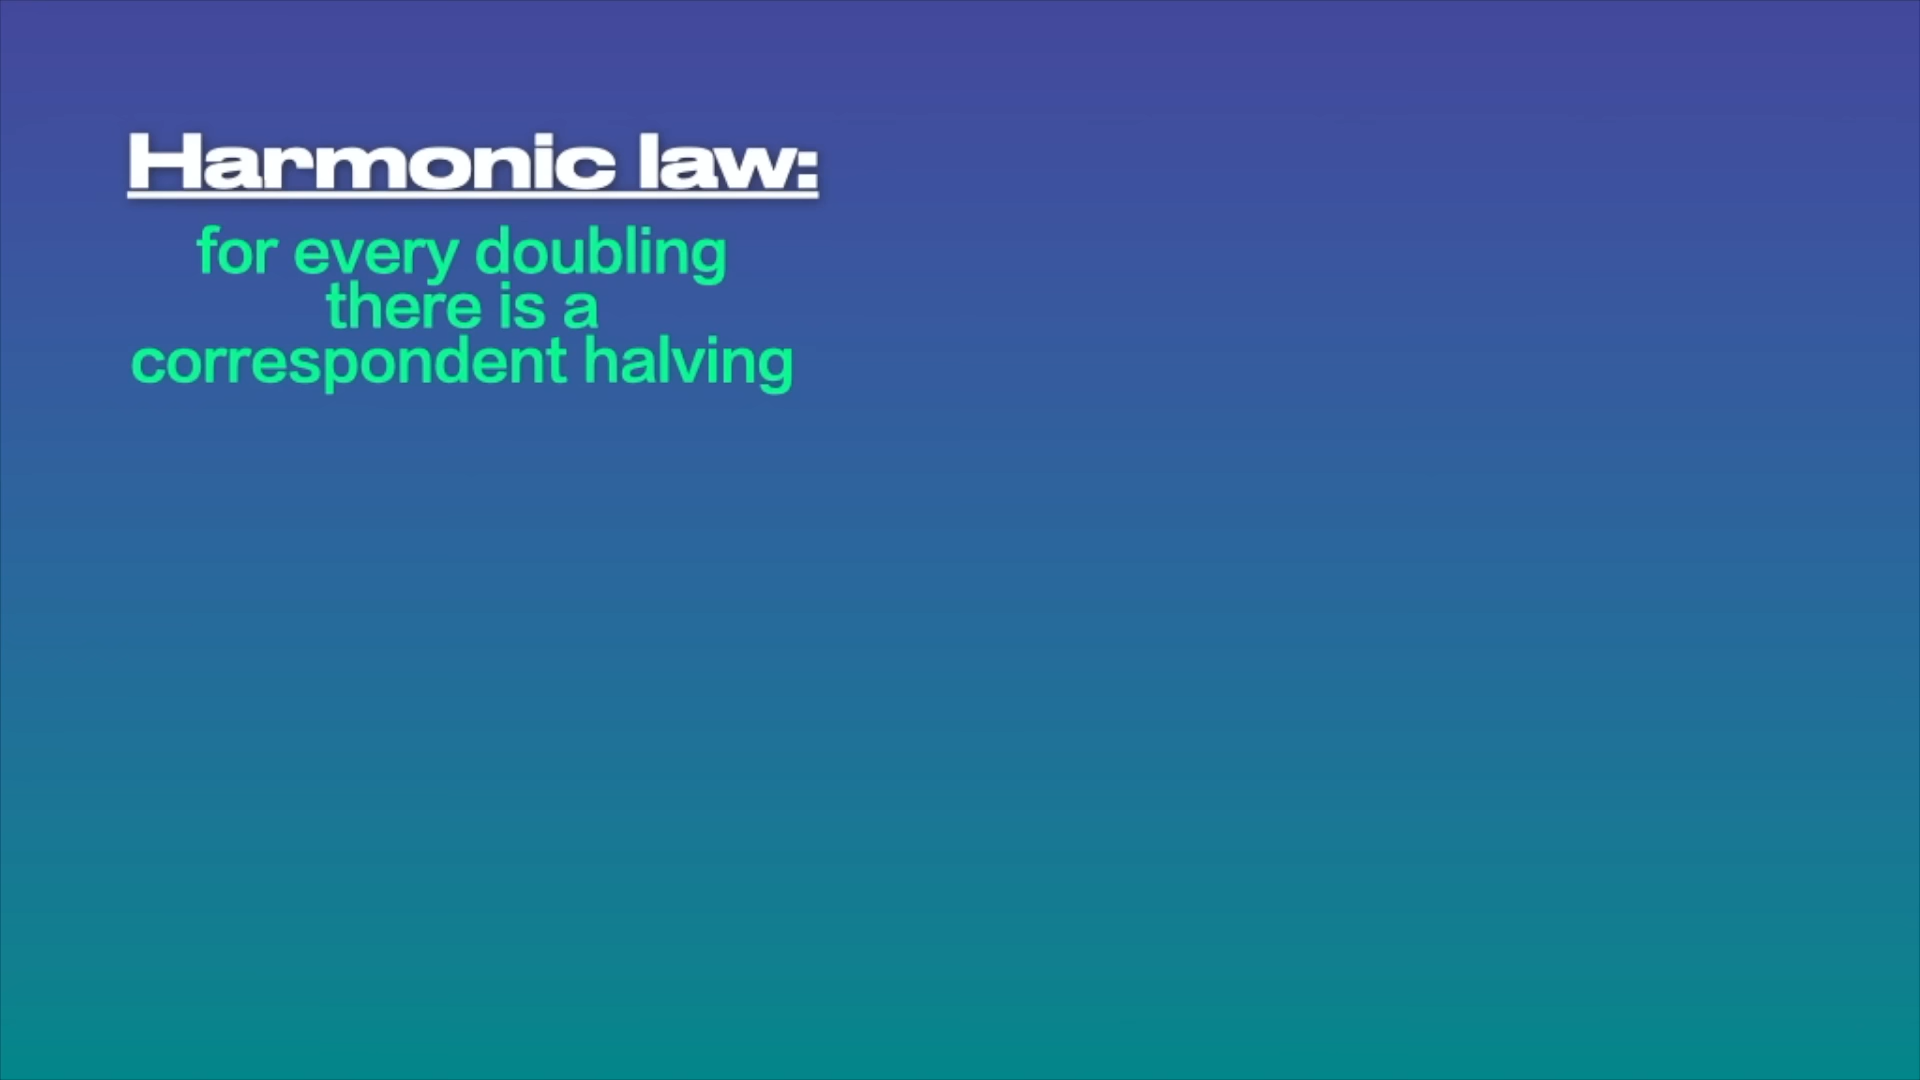 Harmonic law:
for every doubling
there is a
correspondent halving